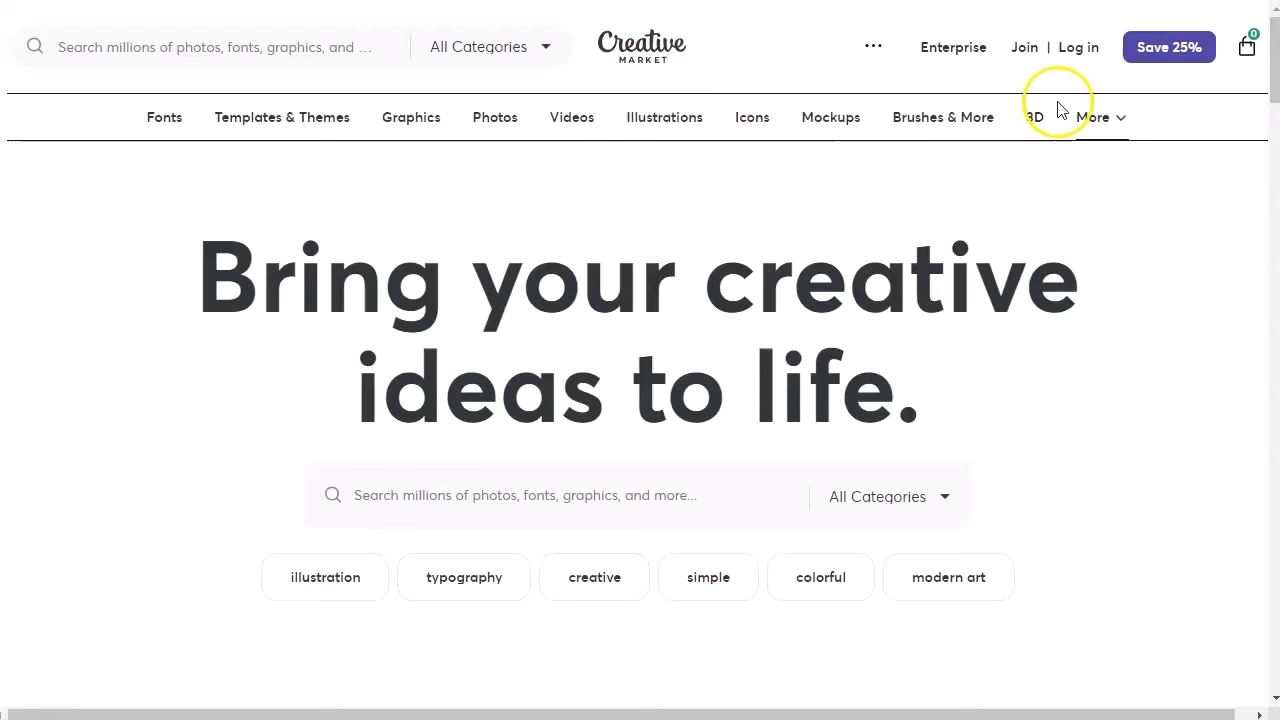 Search millions of photos, fonts, graphics, and ... All Categories Creative MARKET ... Enterprise Join | Log in Save 25% 0
Fonts Templates & Themes Graphics Photos Videos Illustrations Icons Mockups Brushes & More 3D More
Bring your creative
ideas to life.
Search millions of photos, fonts, graphics, and more... All Categories
illustration typography creative simple colorful modern art